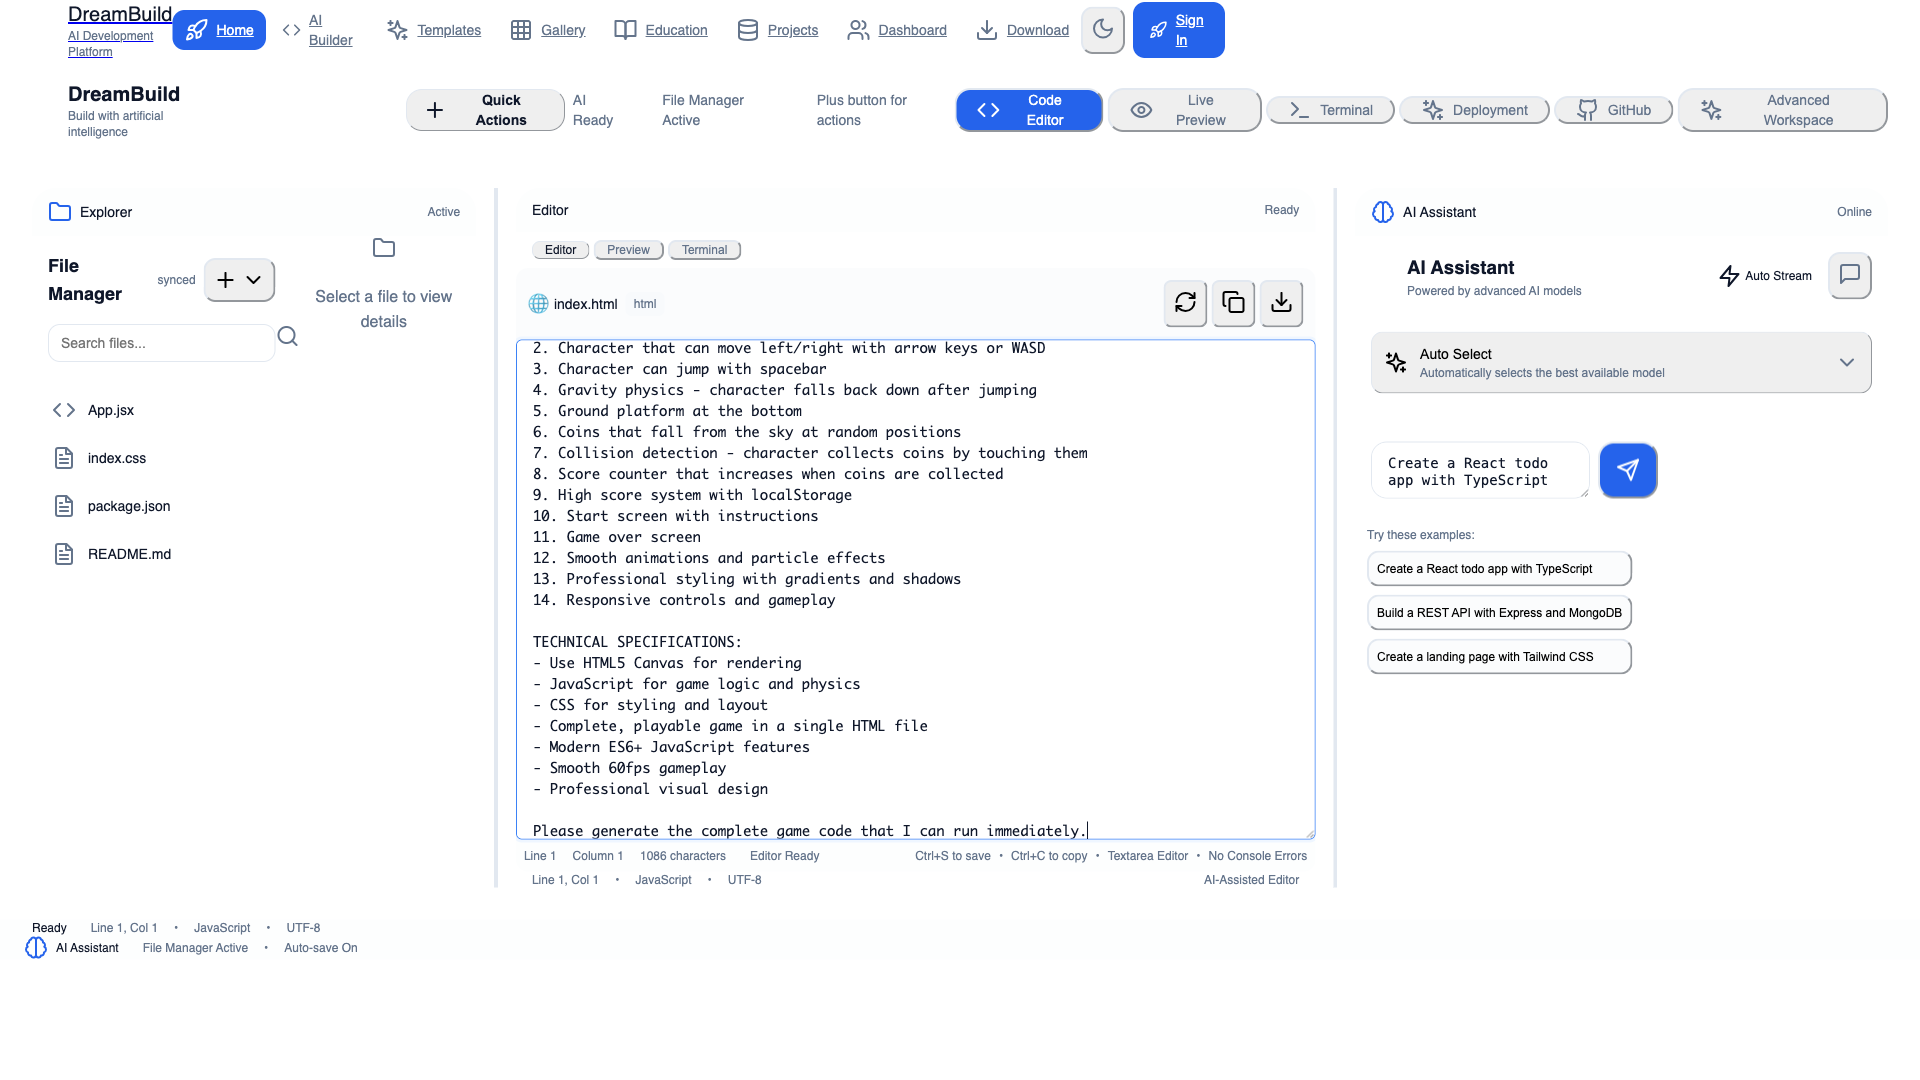 DreamBuild
AI Development
Platform
Home
AI
Builder
Templates
Gallery
Education
Projects
Dashboard
Download
Sign
In
DreamBuild
Build with artificial
intelligence
Quick
Actions
AI
Ready
File Manager
Active
Plus button for
actions
Code
Editor
Live
Preview
Terminal
Deployment
GitHub
Advanced
Workspace
Explorer
Active
File
Manager
synced
Search files...
Select a file to view
details
App.jsx
index.css
package.json
README.md
Editor
Ready
Editor
Preview
Terminal
index.html
html
2. Character that can move left/right with arrow keys or WASD
3. Character can jump with spacebar
4. Gravity physics - character falls back down after jumping
5. Ground platform at the bottom
6. Coins that fall from the sky at random positions
7. Collision detection - character collects coins by touching them
8. Score counter that increases when coins are collected
9. High score system with localStorage
10. Start screen with instructions
11. Game over screen
12. Smooth animations and particle effects
13. Professional styling with gradients and shadows
14. Responsive controls and gameplay
TECHNICAL SPECIFICATIONS:
- Use HTML5 Canvas for rendering
- JavaScript for game logic and physics
- CSS for styling and layout
- Complete, playable game in a single HTML file
- Modern ES6+ JavaScript features
- Smooth 60fps gameplay
- Professional visual design
Please generate the complete game code that I can run immediately.
Line 1 Column 1 1086 characters Editor Ready
Ctrl+S to save • Ctrl+C to copy • Textarea Editor • No Console Errors
Line 1, Col 1 • JavaScript • UTF-8
AI-Assisted Editor
AI Assistant
Online
AI Assistant
Powered by advanced AI models
Auto Stream
Auto Select
Automatically selects the best available model
Create a React todo
app with TypeScript
Try these examples:
Create a React todo app with TypeScript
Build a REST API with Express and MongoDB
Create a landing page with Tailwind CSS
Ready Line 1, Col 1 • JavaScript • UTF-8
AI Assistant File Manager Active • Auto-save On